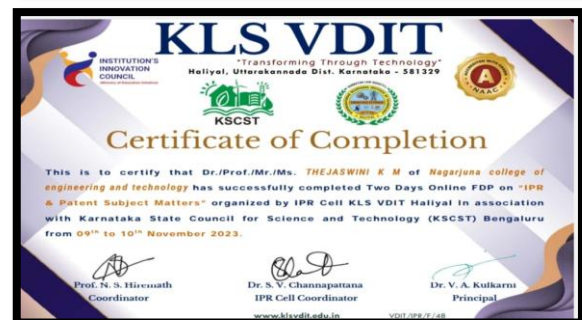 KLS VDIT
INSTITUTION'S
INNOVATION
COUNCIL
"Transforming Through Technology"
Haliyal, Uttarakannada Dist. Karnataka - 581329
KSCST
NAAC
A
Certificate of Completion
This is to certify that Dr./Prof./Mr./Ms. THEJASWINI K M of Nagarjuna college of
engineering and technology has successfully completed Two Days Online FDP on "IPR
& Patent Subject Matters" organized by IPR Cell KLS VDIT Haliyal In association
with Karnataka State Council for Science and Technology (KSCST) Bengaluru
from 09th to 10th November 2023.
Prof. N. S. Hiremath
Coordinator
Dr. S. V. Channapattana
IPR Cell Coordinator
Dr. V. A. Kulkarni
Principal
www.klsvdit.edu.in
VDIT/IPR/F/48